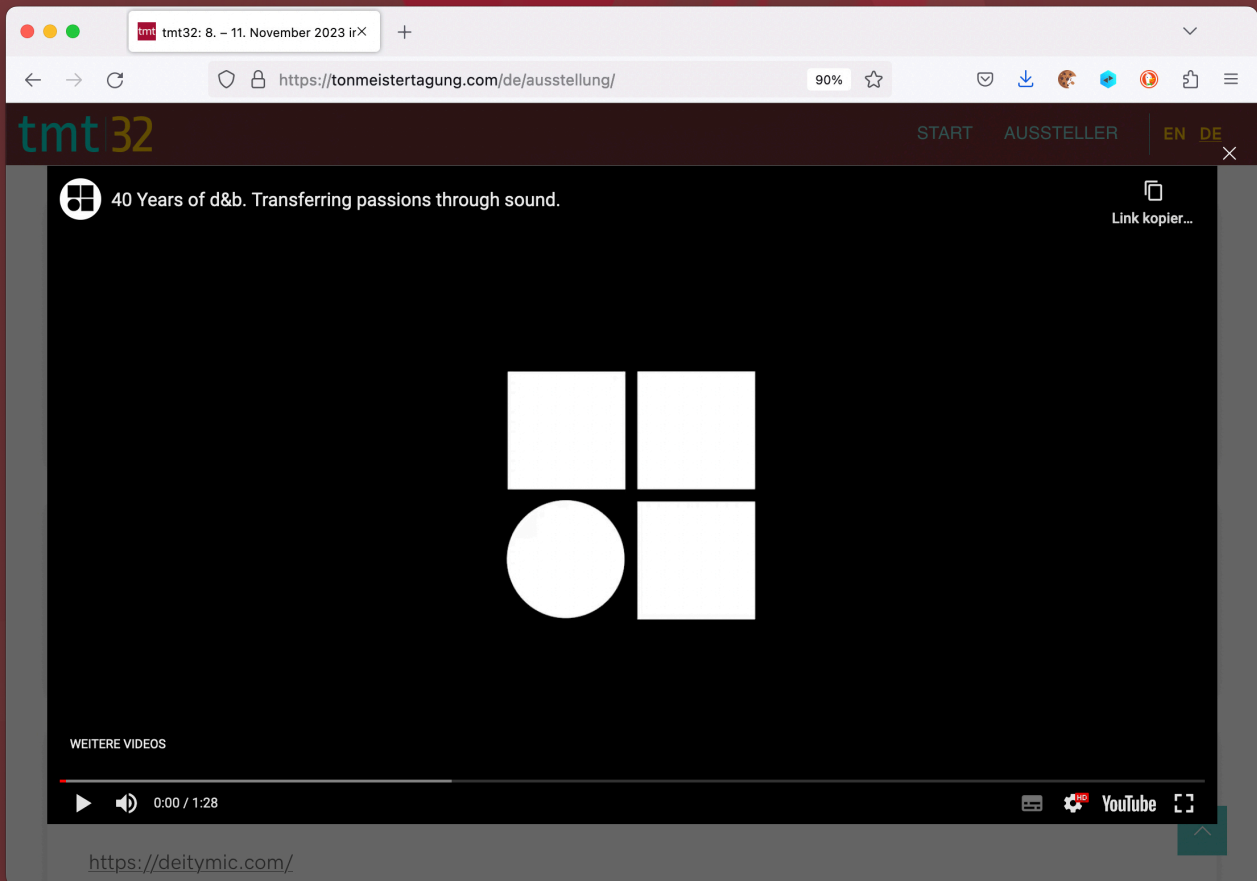 tmt tmt32: 8. – 11. November 2023 ir
https://tonmeistertagung.com/de/ausstellung/ 90%
tmt 32 START AUSSTELLER EN DE
40 Years of d&b. Transferring passions through sound.
Link kopier…
WEITERE VIDEOS
0:00 / 1:28 HD YouTube
https://deitymic.com/